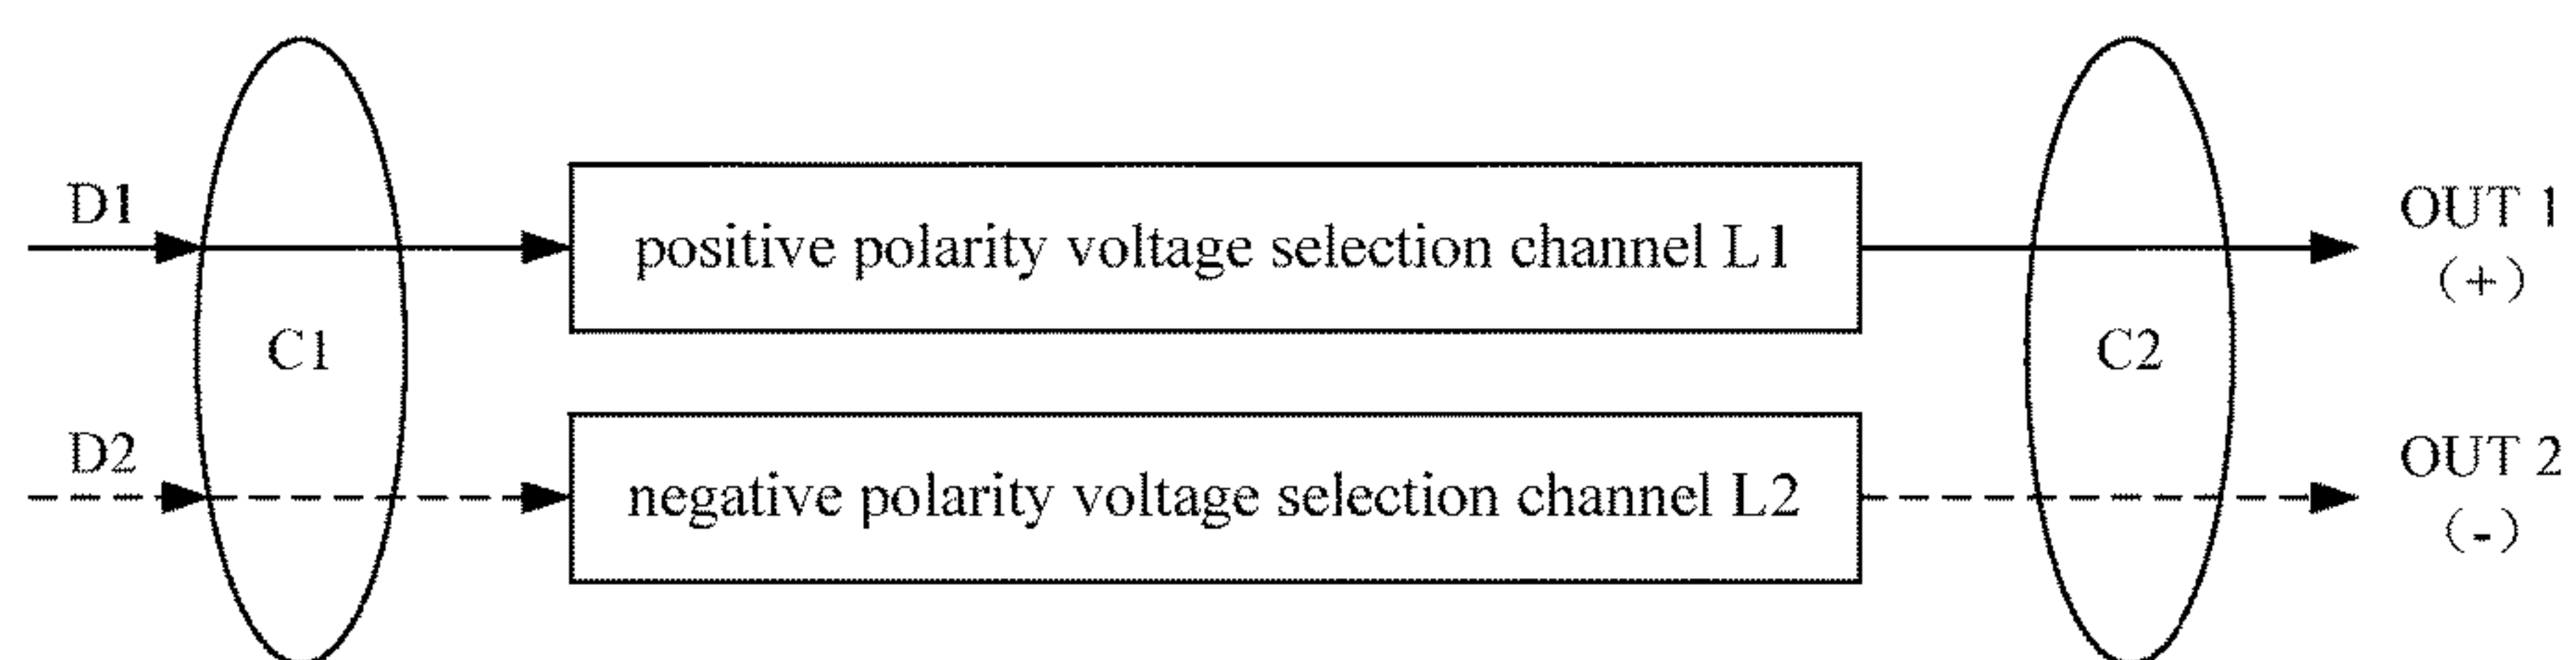 D1
positive polarity voltage selection channel L1
OUT 1
(+)
C1
C2
D2
negative polarity voltage selection channel L2
OUT 2
(-)